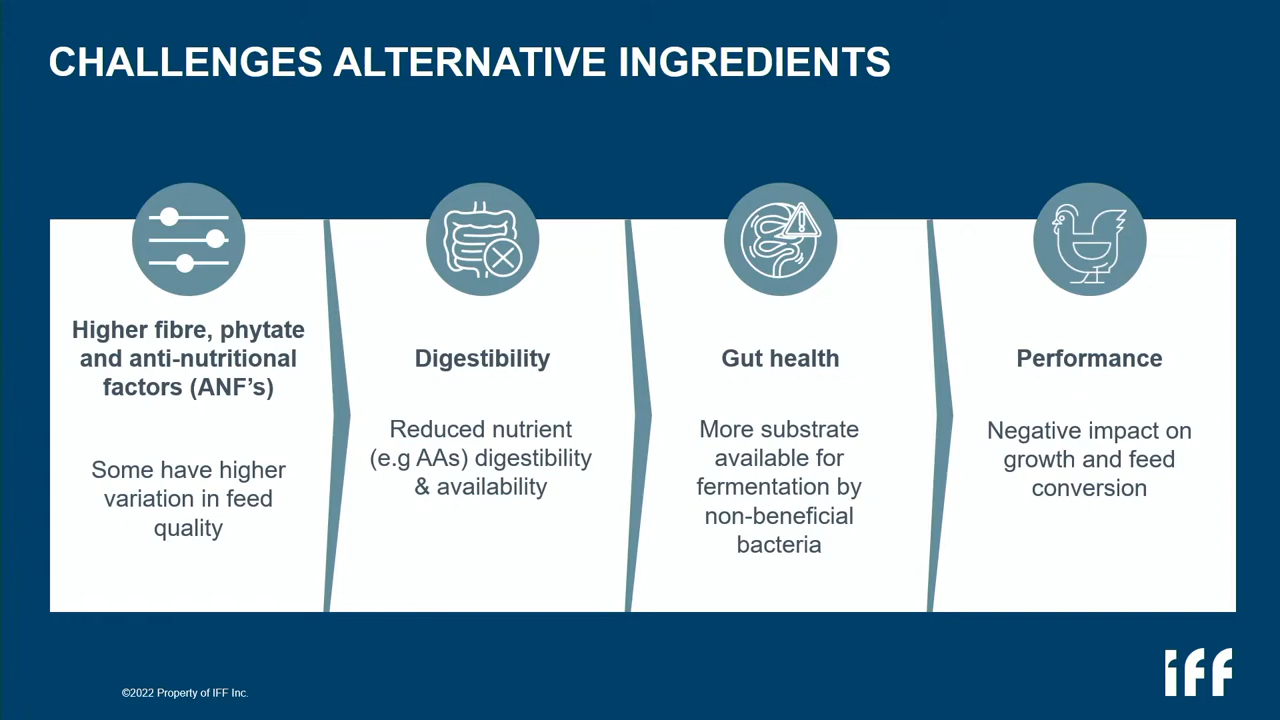 CHALLENGES ALTERNATIVE INGREDIENTS
Higher fibre, phytate
and anti-nutritional
factors (ANF’s)
Some have higher
variation in feed
quality
Digestibility
Reduced nutrient
(e.g AAs) digestibility
& availability
Gut health
More substrate
available for
fermentation by
non-beneficial
bacteria
Performance
Negative impact on
growth and feed
conversion
©2022 Property of IFF Inc.
iff